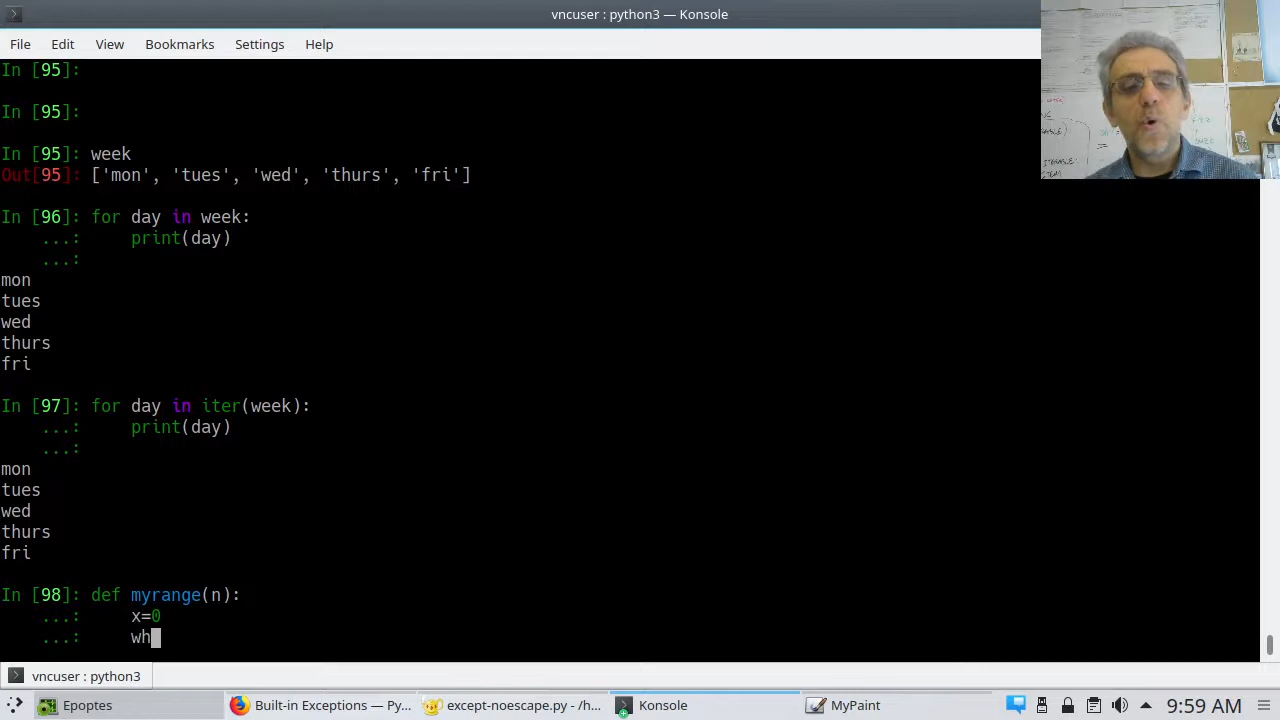 vncuser : python3 — Konsole
File Edit View Bookmarks Settings Help
In [95]:
In [95]:
In [95]: week
Out[95]: ['mon', 'tues', 'wed', 'thurs', 'fri']
In [96]: for day in week:
...: print(day)
...:
mon
tues
wed
thurs
fri
In [97]: for day in iter(week):
...: print(day)
...:
mon
tues
wed
thurs
fri
In [98]: def myrange(n):
...: x=0
...: wh
vncuser : python3
Epoptes
Built-in Exceptions — Py...
except-noescape.py - /h...
Konsole
MyPaint
9:59 AM